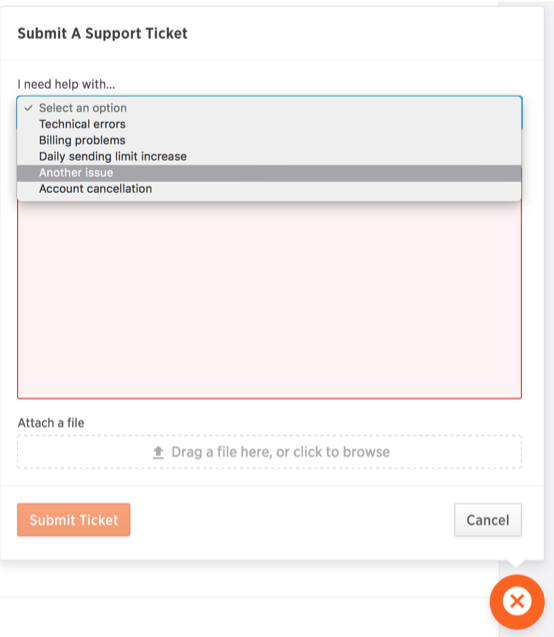 Submit A Support Ticket
I need help with...
✓ Select an option
Technical errors
Billing problems
Daily sending limit increase
Another issue
Account cancellation
Attach a file
Drag a file here, or click to browse
Submit Ticket
Cancel